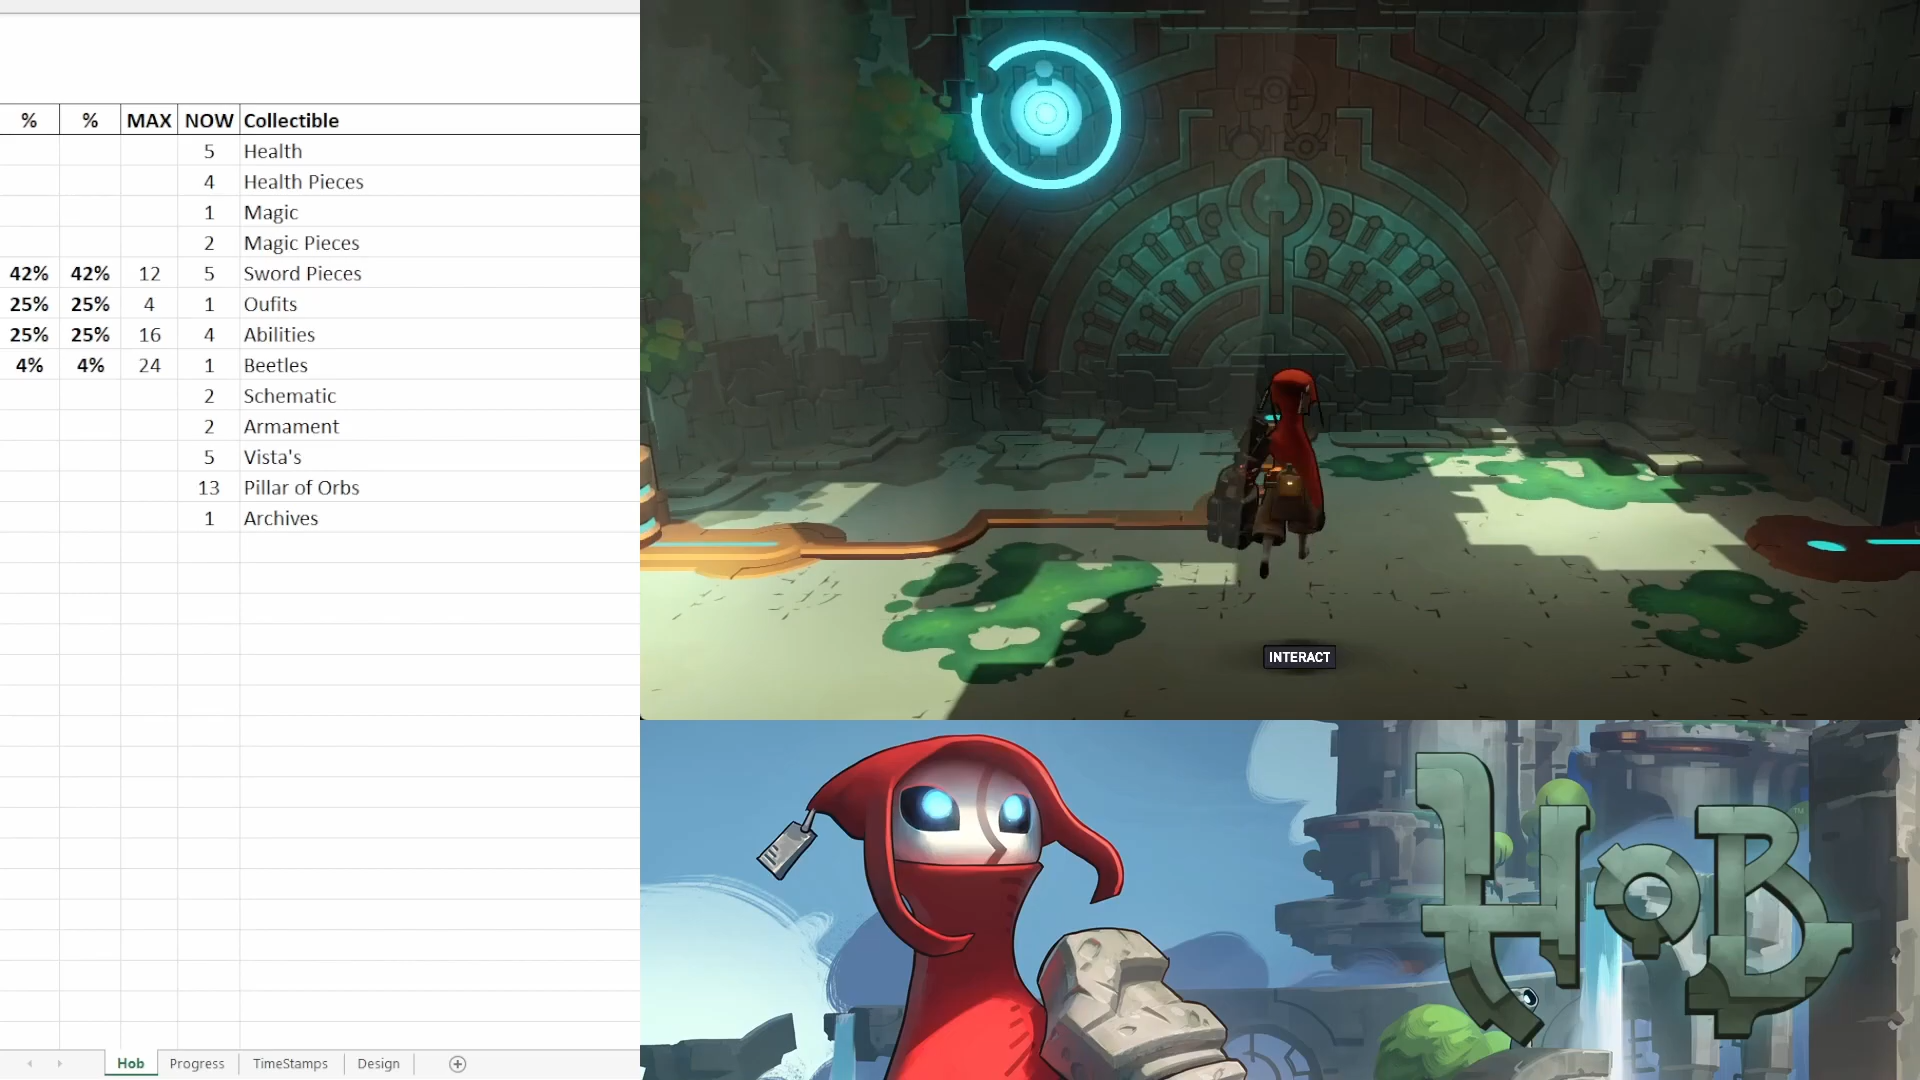 % % MAX NOW Collectible
5 Health
4 Health Pieces
1 Magic
2 Magic Pieces
42% 42% 12 5 Sword Pieces
25% 25% 4 1 Oufits
25% 25% 16 4 Abilities
4% 4% 24 1 Beetles
2 Schematic
2 Armament
5 Vista's
13 Pillar of Orbs
1 Archives
Hob Progress TimeStamps Design
INTERACT
HOB
TM